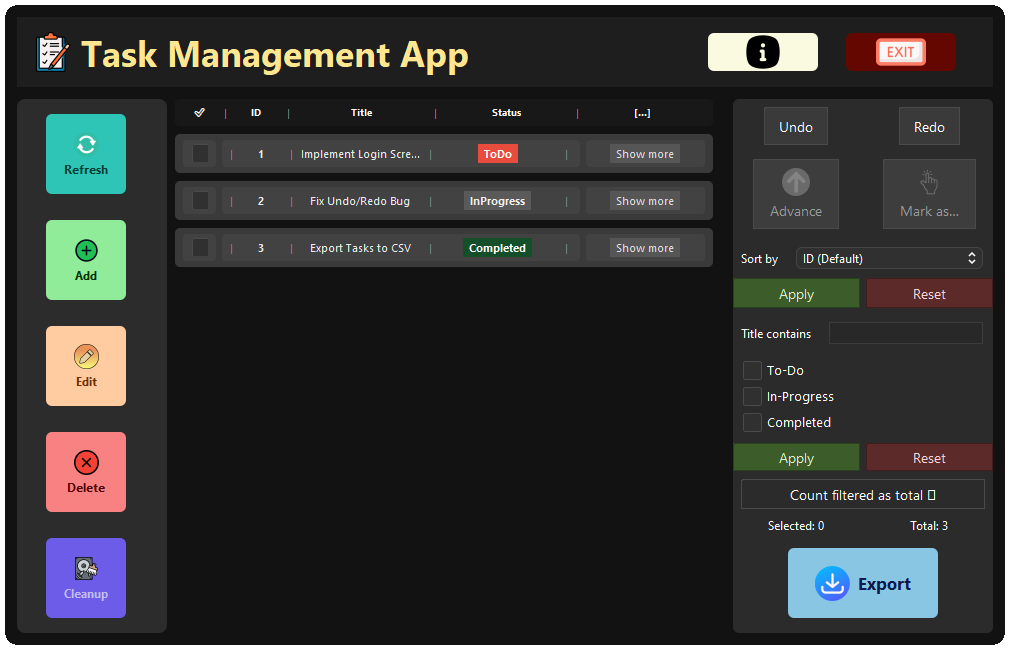 Task Management App
EXIT
Refresh
Add
Edit
Delete
Cleanup
✓ | ID | Title | Status | [...]
| 1 | Implement Login Scre... | ToDo | Show more
| 2 | Fix Undo/Redo Bug | InProgress | Show more
| 3 | Export Tasks to CSV | Completed | Show more
Undo Redo
Advance Mark as...
Sort by ID (Default)
Apply Reset
Title contains
To-Do
In-Progress
Completed
Apply Reset
Count filtered as total ▯
Selected: 0 Total: 3
Export